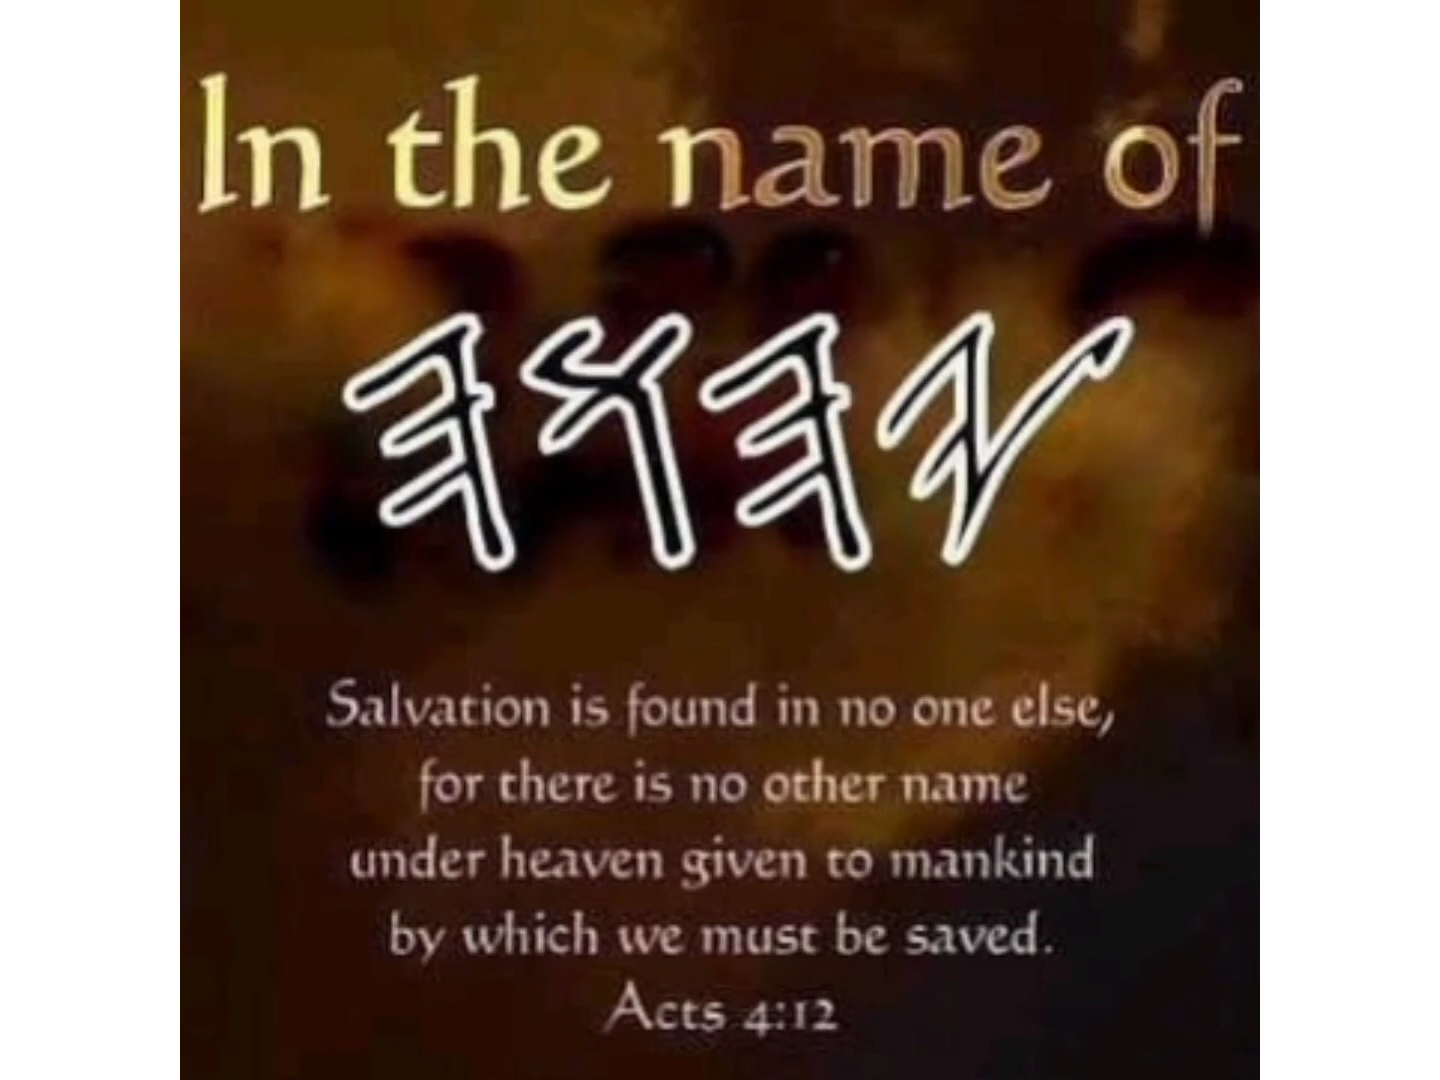 In the name of
𐤉𐤄𐤅𐤄
Salvation is found in no one else,
for there is no other name
under heaven given to mankind
by which we must be saved.
Acts 4:12